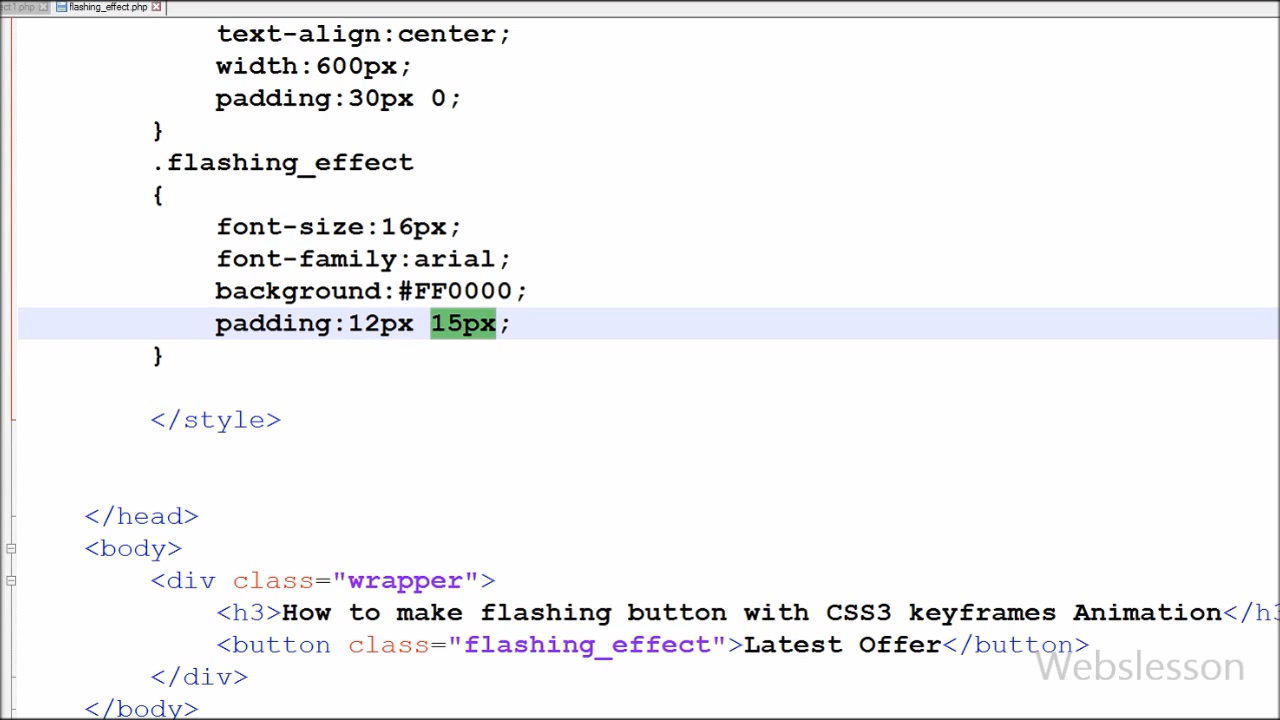 ect1.php flashing_effect.php
text-align:center;
width:600px;
padding:30px 0;
}
.flashing_effect
{
font-size:16px;
font-family:arial;
background:#FF0000;
padding:12px 15px;
}
</style>
</head>
<body>
<div class="wrapper">
<h3>How to make flashing button with CSS3 keyframes Animation</h3
<button class="flashing_effect">Latest Offer</button>
</div>
</body>
Webslesson